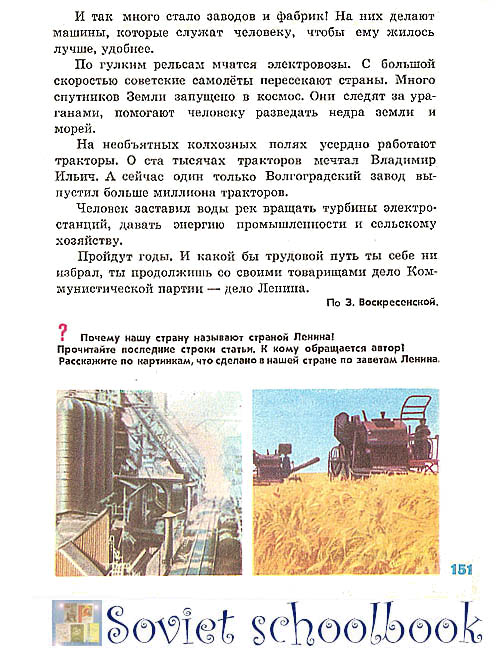 И так много стало заводов и фабрик! На них делают
машины, которые служат человеку, чтобы ему жилось
лучше, удобнее.
По гулким рельсам мчатся электровозы. С большой
скоростью советские самолёты пересекают страны. Много
спутников Земли запущено в космос. Они следят за ура-
ганами, помогают человеку разведать недра земли и
морей.
На необъятных колхозных полях усердно работают
тракторы. О ста тысячах тракторов мечтал Владимир
Ильич. А сейчас один только Волгоградский завод вы-
пустил больше миллиона тракторов.
Человек заставил воды рек вращать турбины электро-
станций, давать энергию промышленности и сельскому
хозяйству.
Пройдут годы. И какой бы трудовой путь ты себе ни
избрал, ты продолжишь со своими товарищами дело Ком-
мунистической партии — дело Ленина.
По З. Воскресенской.
? Почему нашу страну называют страной Ленина?
Прочитайте последние строки статьи. К кому обращается автор?
Расскажите по картинкам, что сделано в нашей стране по заветам Ленина.
151
Soviet schoolbook